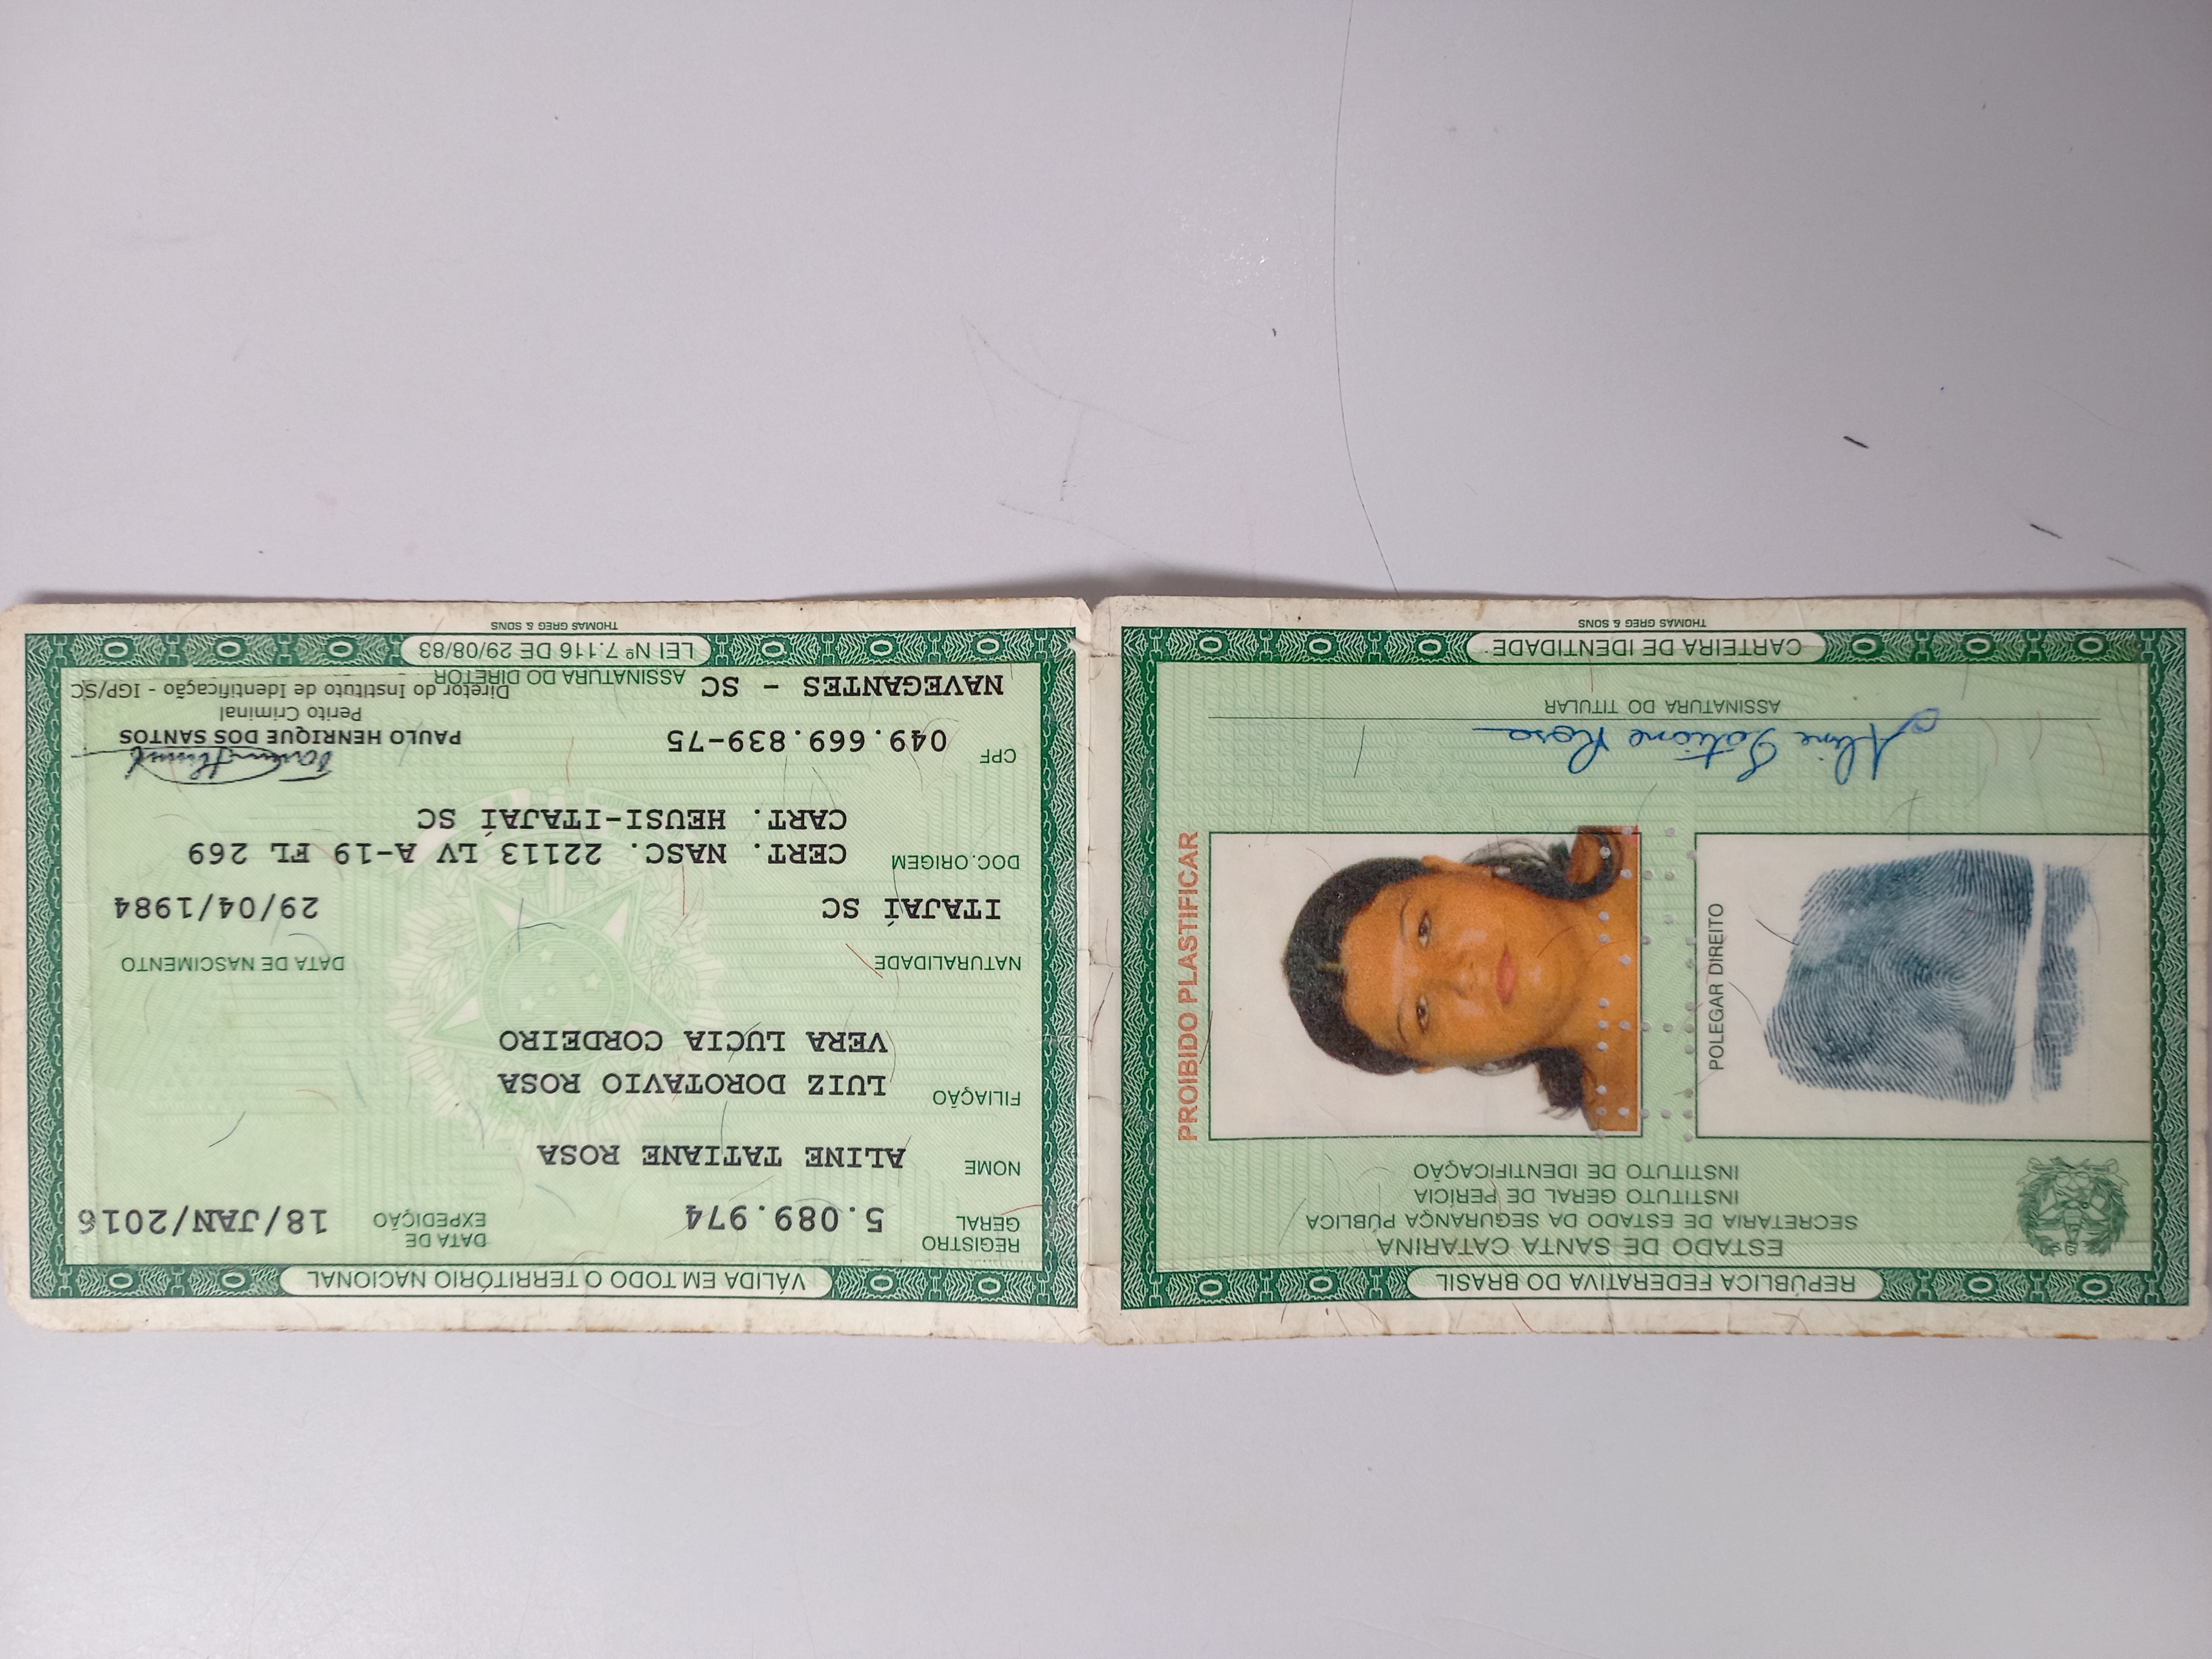 REPÚBLICA FEDERATIVA DO BRASIL
ESTADO DE SANTA CATARINA
SECRETARIA DE ESTADO DA SEGURANÇA PÚBLICA
INSTITUTO GERAL DE PERÍCIA
INSTITUTO DE IDENTIFICAÇÃO
POLEGAR DIREITO
PROIBIDO PLASTIFICAR
Aline Tatiane Rosa
ASSINATURA DO TITULAR
CARTEIRA DE IDENTIDADE
THOMAS GREG & SONS
VÁLIDA EM TODO O TERRITÓRIO NACIONAL
REGISTRO GERAL 5.089.974 DATA DE EXPEDIÇÃO 18/JAN/2016
NOME ALINE TATIANE ROSA
FILIAÇÃO LUIZ DOROTAVIO ROSA
VERA LUCIA CORDEIRO
NATURALIDADE DATA DE NASCIMENTO
ITAJAÍ SC 29/04/1984
DOC.ORIGEM CERT. NASC. 22113 LV A-19 FL 269
CART. HEUSI-ITAJAÍ SC
CPF 049.669.839-75
PAULO HENRIQUE DOS SANTOS
Perito Criminal
Diretor do Instituto de Identificação - IGP/SC
NAVEGANTES - SC ASSINATURA DO DIRETOR
LEI Nº 7.116 DE 29/08/83
THOMAS GREG & SONS